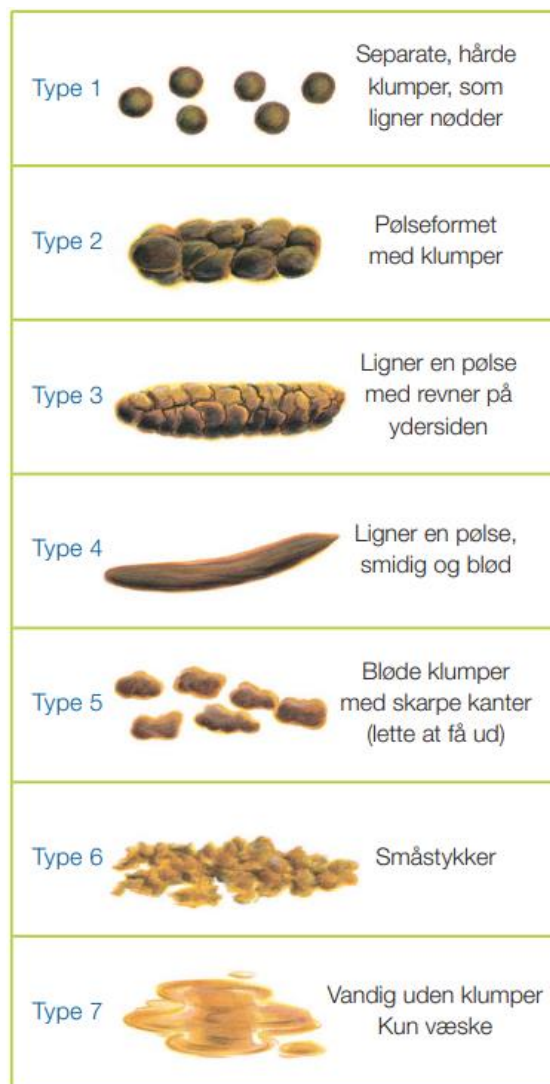 Type 1
Separate, hårde
klumper, som
ligner nødder
Type 2
Pølseformet
med klumper
Type 3
Ligner en pølse
med revner på
ydersiden
Type 4
Ligner en pølse,
smidig og blød
Type 5
Bløde klumper
med skarpe kanter
(lette at få ud)
Type 6
Småstykker
Type 7
Vandig uden klumper
Kun væske